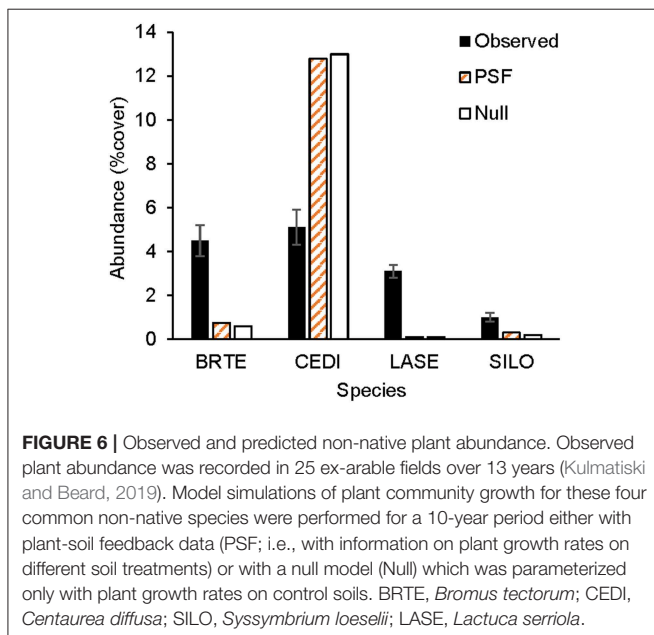 14
12
10
8
6
4
2
0
Abundance (%cover)
Observed
PSF
Null
BRTE CEDI LASE SILO
Species
FIGURE 6 | Observed and predicted non-native plant abundance. Observed
plant abundance was recorded in 25 ex-arable fields over 13 years (Kulmatiski
and Beard, 2019). Model simulations of plant community growth for these four
common non-native species were performed for a 10-year period either with
plant-soil feedback data (PSF; i.e., with information on plant growth rates on
different soil treatments) or with a null model (Null) which was parameterized
only with plant growth rates on control soils. BRTE, Bromus tectorum; CEDI,
Centaurea diffusa; SILO, Syssymbrium loeselii; LASE, Lactuca serriola.